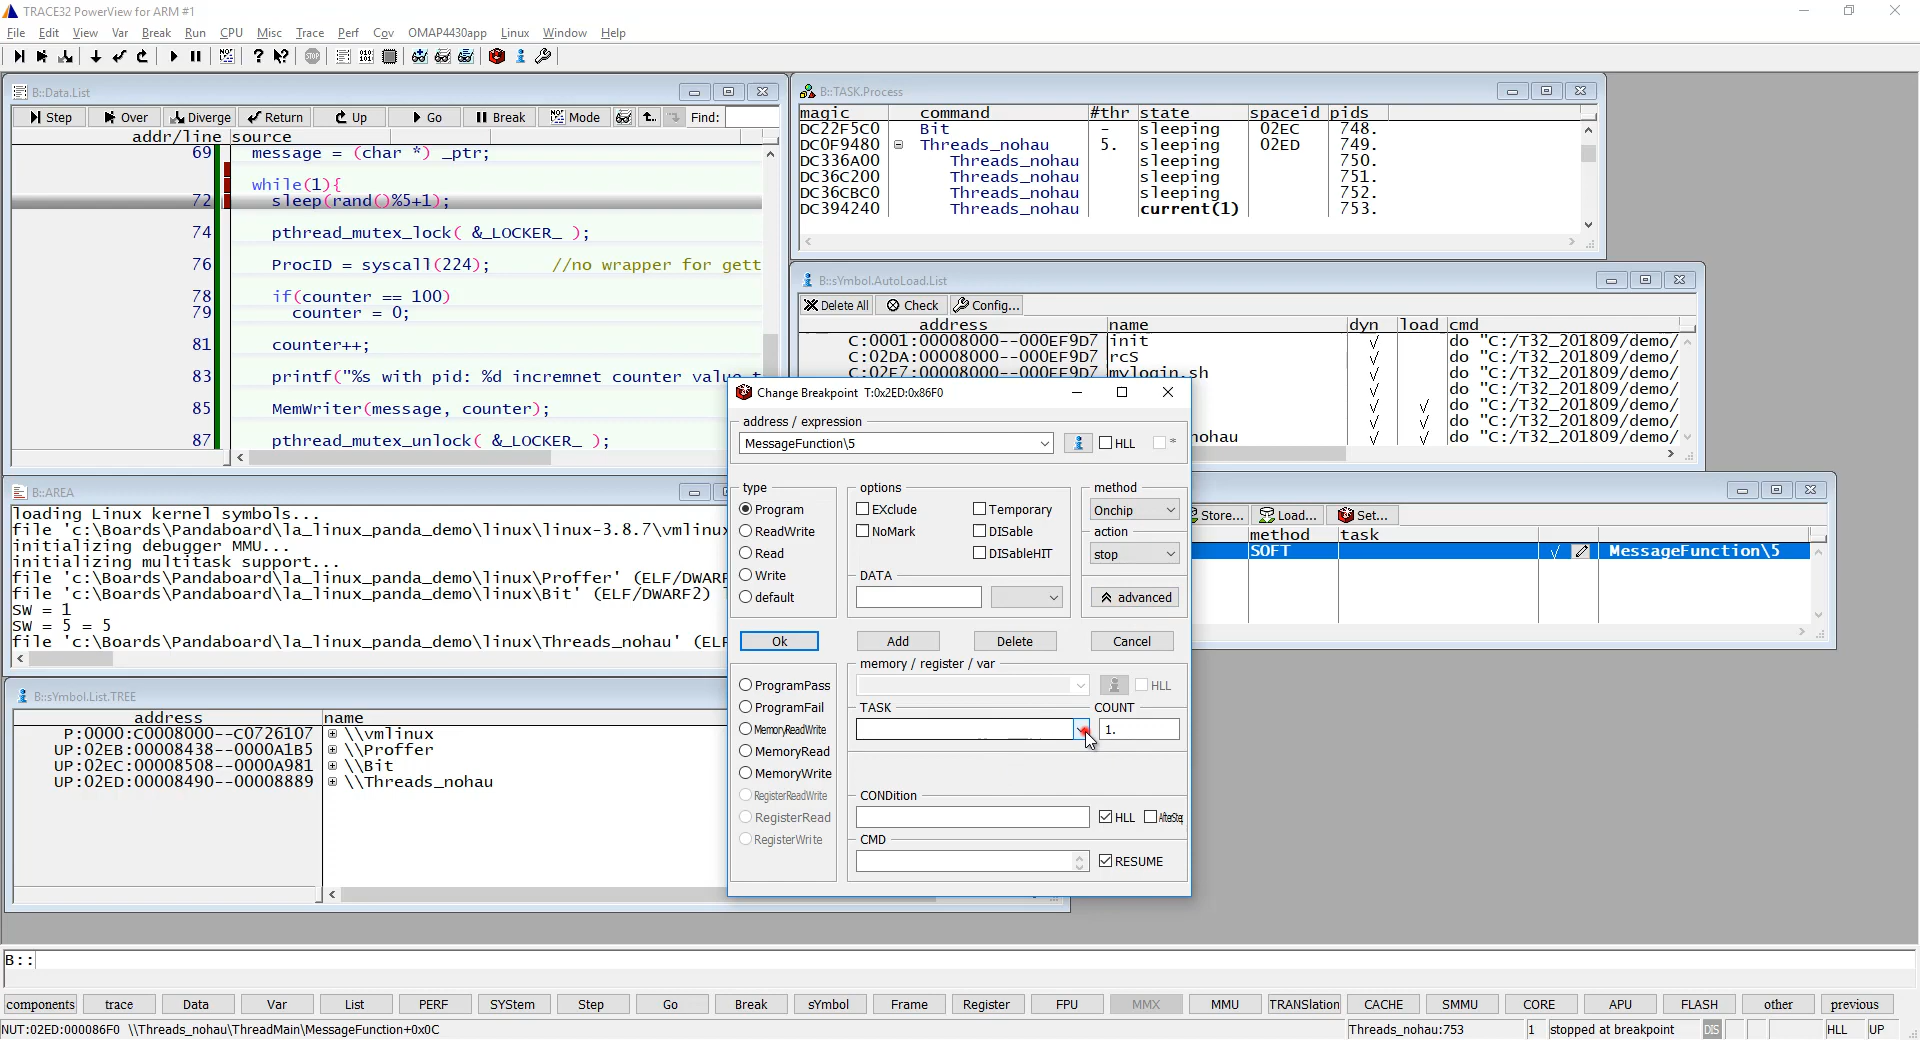 TRACE32 PowerView for ARM #1
File Edit View Var Break Run CPU Misc Trace Perf Cov OMAP4430app Linux Window Help
B::Data.List
Step Over Diverge Return Up Go Break Mode Find:
addr/line source
69 message = (char *) _ptr;
while(1){
72 sleep(rand()%5+1);
74 pthread_mutex_lock( &_LOCKER_ );
76 ProcID = syscall(224); //no wrapper for gett
78 if(counter == 100)
79 counter = 0;
81 counter++;
83 printf("%s with pid: %d incremnet counter value t
85 MemWriter(message, counter);
87 pthread_mutex_unlock( &_LOCKER_ );
B::TASK.Process
magic command #thr state spaceid pids
DC22F5C0 Bit - sleeping 02EC 748.
DC0F9480 Threads_nohau 5. sleeping 02ED 749.
DC336A00 Threads_nohau sleeping 750.
DC36C200 Threads_nohau sleeping 751.
DC36CBC0 Threads_nohau sleeping 752.
DC394240 Threads_nohau current(1) 753.
B::sYmbol.AutoLoad.List
Delete All Check Config...
address name dyn load cmd
C:0001:00008000--000EF9D7 init √ do "C:/T32_201809/demo/
C:02DA:00008000--000EF9D7 rcS √ do "C:/T32_201809/demo/
C:02E7:00008000--000EF9D7 mylogin.sh √ do "C:/T32_201809/demo/
√ do "C:/T32_201809/demo/
√ √ do "C:/T32_201809/demo/
√ √ do "C:/T32_201809/demo/
nohau √ √ do "C:/T32_201809/demo/
B::AREA
loading Linux kernel symbols...
file 'c:\Boards\Pandaboard\la_linux_panda_demo\linux\linux-3.8.7\vmlinux
initializing debugger MMU...
initializing multitask support...
file 'c:\Boards\Pandaboard\la_linux_panda_demo\linux\Proffer' (ELF/DWARF
file 'c:\Boards\Pandaboard\la_linux_panda_demo\linux\Bit' (ELF/DWARF2)
SW = 1
SW = 5 = 5
file 'c:\Boards\Pandaboard\la_linux_panda_demo\linux\Threads_nohau' (EL
Store... Load... Set...
method task
SOFT √ MessageFunction\5
B::sYmbol.List.TREE
address name
P:0000:C0008000--C0726107 \\vmlinux
UP:02EB:00008438--0000A1B5 \\Proffer
UP:02EC:00008508--0000A981 \\Bit
UP:02ED:00008490--00008889 \\Threads_nohau
Change Breakpoint T:0x2ED:0x86F0
address / expression
MessageFunction\5 HLL *
type options method
Program EXclude Temporary Onchip
ReadWrite NoMark DISable action
Read DISableHIT stop
Write DATA
default advanced
Ok Add Delete Cancel
memory / register / var
ProgramPass HLL
ProgramFail TASK COUNT
MemoryReadWrite 1.
MemoryRead
MemoryWrite
RegisterReadWrite CONDition
RegisterRead HLL AfterStep
RegisterWrite CMD
RESUME
B::
components trace Data Var List PERF SYStem Step Go Break sYmbol Frame Register FPU MMX MMU TRANSlation CACHE SMMU CORE APU FLASH other previous
NUT:02ED:000086F0 \\Threads_nohau\ThreadMain\MessageFunction+0x0C Threads_nohau:753 1 stopped at breakpoint DIS HLL UP